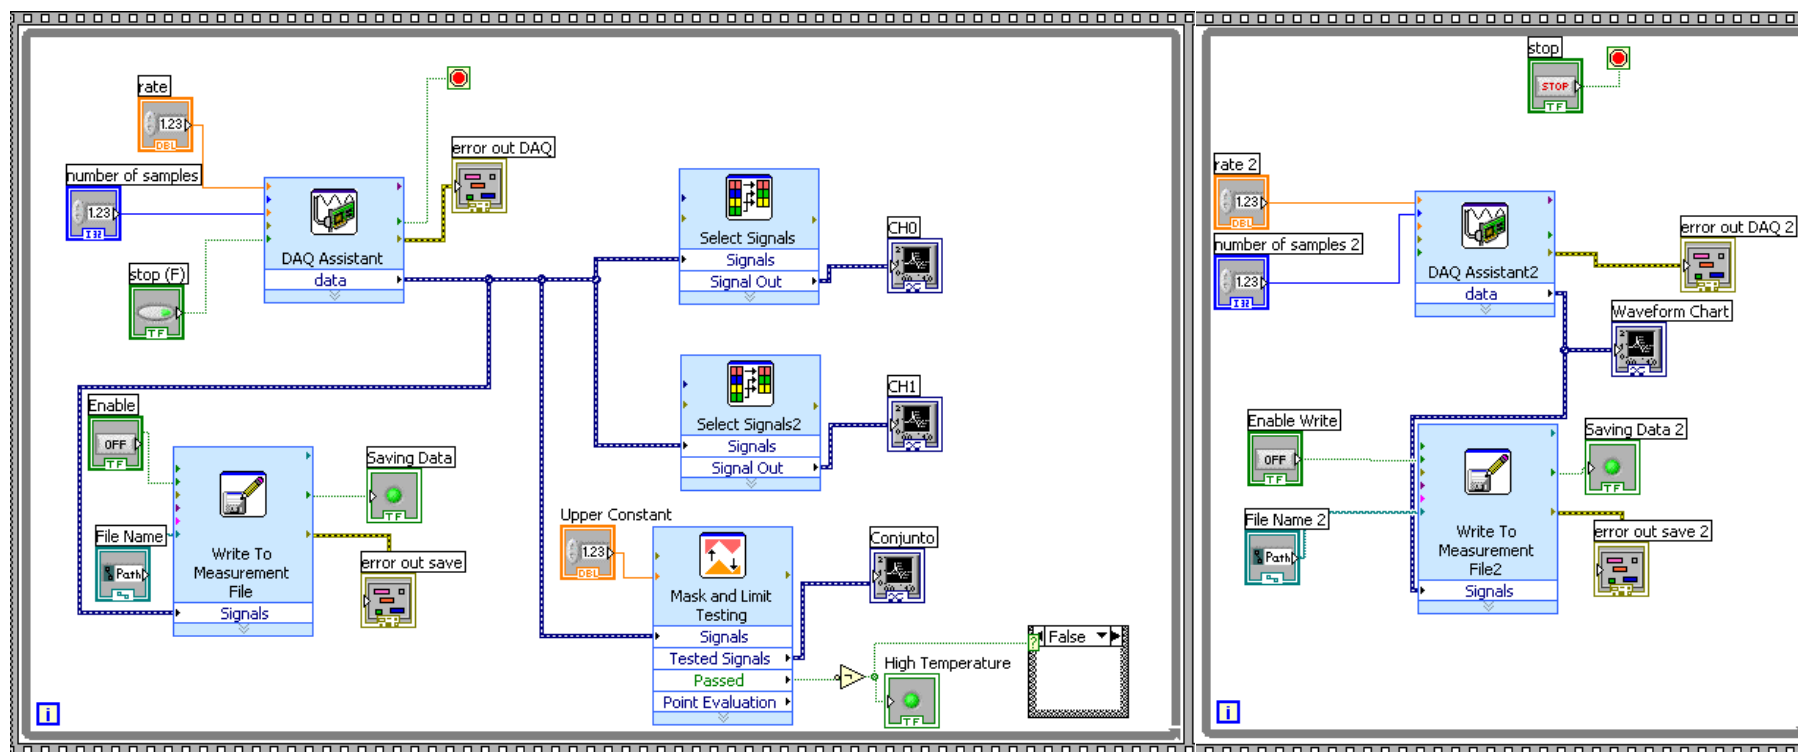 rate
1.23
DBL
number of samples
1.23
I32
stop (F)
TF
DAQ Assistant
data
error out DAQ
Select Signals
Signals
Signal Out
CH0
Select Signals2
Signals
Signal Out
CH1
Enable
OFF
TF
File Name
Path
Write To
Measurement
File
Signals
Saving Data
TF
error out save
Upper Constant
1.23
DBL
Mask and Limit
Testing
Signals
Tested Signals
Passed
Point Evaluation
Conjunto
High Temperature
TF
?
False
i
stop
STOP
TF
rate 2
1.23
DBL
number of samples 2
1.23
I32
DAQ Assistant2
data
error out DAQ 2
Waveform Chart
Enable Write
OFF
TF
File Name 2
Path
Write To
Measurement
File2
Signals
Saving Data 2
TF
error out save 2
i